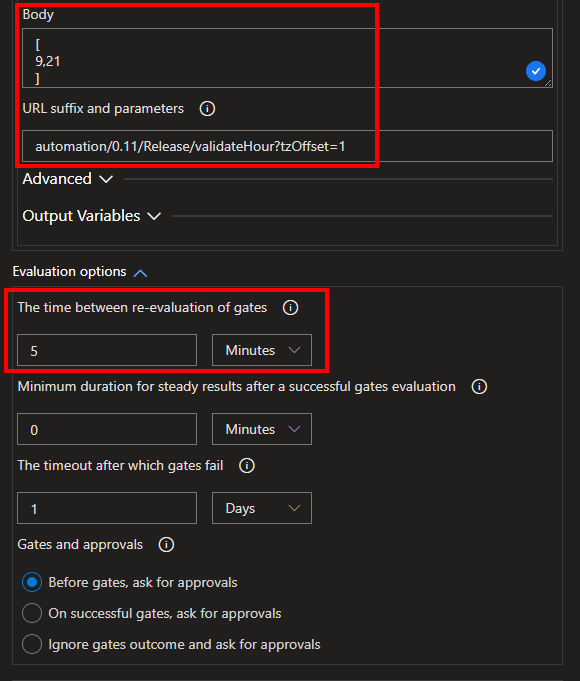 Body
[
9,21
]
URL suffix and parameters
automation/0.11/Release/validateHour?tzOffset=1
Advanced
Output Variables
Evaluation options
The time between re-evaluation of gates
5
Minutes
Minimum duration for steady results after a successful gates evaluation
0
Minutes
The timeout after which gates fail
1
Days
Gates and approvals
Before gates, ask for approvals
On successful gates, ask for approvals
Ignore gates outcome and ask for approvals